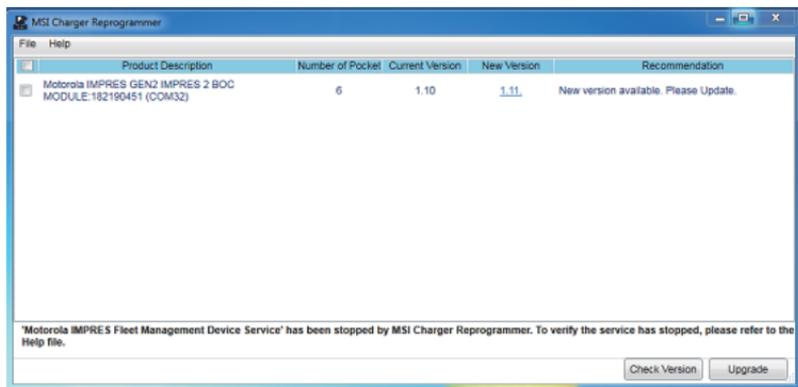 MSI Charger Reprogrammer
File Help
Product Description Number of Pocket Current Version New Version Recommendation
Motorola IMPRES GEN2 IMPRES 2 BOC
MODULE:182190451 (COM32) 6 1.10 1.11. New version available. Please Update.
'Motorola IMPRES Fleet Management Device Service' has been stopped by MSI Charger Reprogrammer. To verify the service has stopped, please refer to the
Help file.
Check Version Upgrade